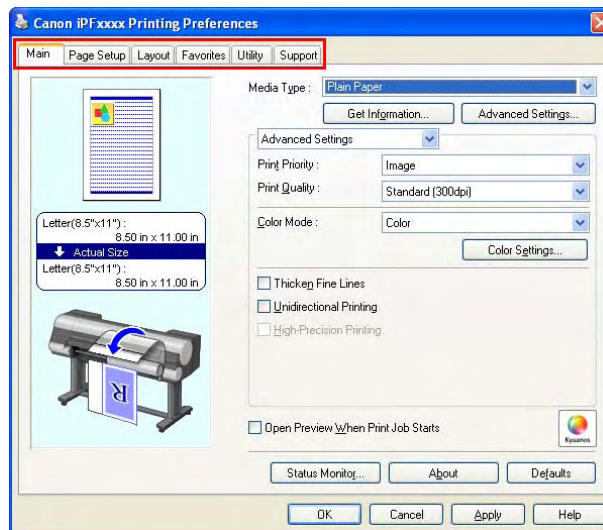 Canon iPFxxxx Printing Preferences
Main Page Setup Layout Favorites Utility Support
Media Type : Plain Paper
Get Information... Advanced Settings...
Advanced Settings
Print Priority : Image
Print Quality : Standard (300dpi)
Color Mode : Color
Color Settings...
Letter(8.5"x11") :
8.50 in x 11.00 in
Actual Size
Letter(8.5"x11") :
8.50 in x 11.00 in
Thicken Fine Lines
Unidirectional Printing
High-Precision Printing
R
Open Preview When Print Job Starts
Kyuanos
Status Monitor... About Defaults
OK Cancel Apply Help